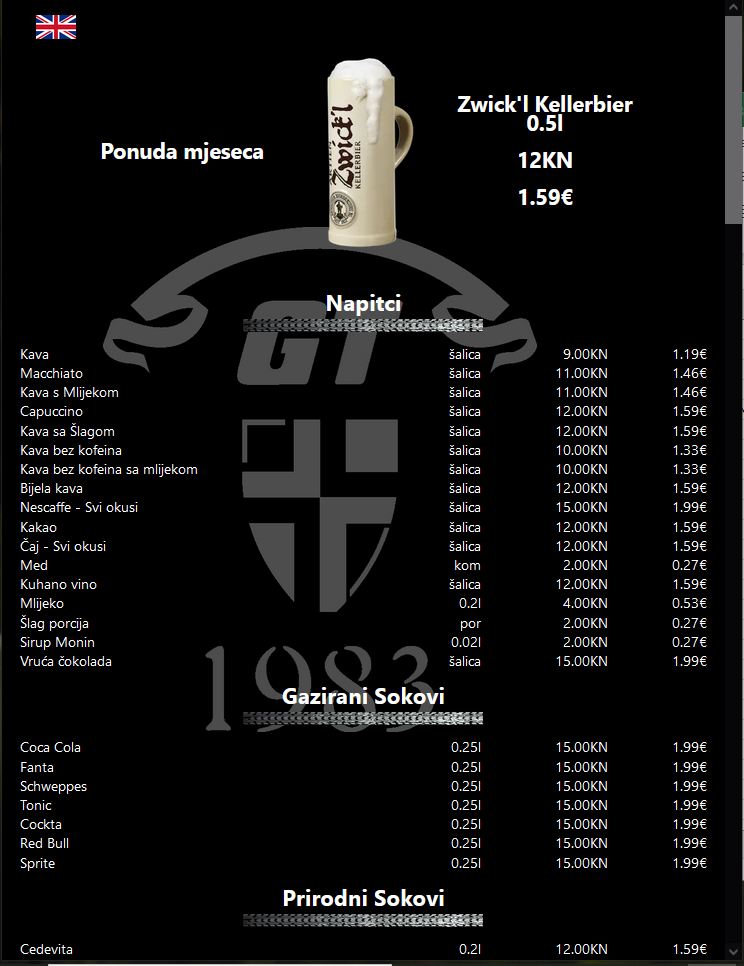 Zwick'l Kellerbier
0.5l
Ponuda mjeseca
12KN
1.59€
Zwick'l
KELLERBIER
Napitci
GT
Kava šalica 9.00KN 1.19€
Macchiato šalica 11.00KN 1.46€
Kava s Mlijekom šalica 11.00KN 1.46€
Capuccino šalica 12.00KN 1.59€
Kava sa Šlagom šalica 12.00KN 1.59€
Kava bez kofeina šalica 10.00KN 1.33€
Kava bez kofeina sa mlijekom šalica 10.00KN 1.33€
Bijela kava šalica 12.00KN 1.59€
Nescaffe - Svi okusi šalica 15.00KN 1.99€
Kakao šalica 12.00KN 1.59€
Čaj - Svi okusi šalica 12.00KN 1.59€
Med kom 2.00KN 0.27€
Kuhano vino šalica 12.00KN 1.59€
Mlijeko 0.2l 4.00KN 0.53€
Šlag porcija por 2.00KN 0.27€
Sirup Monin 0.02l 2.00KN 0.27€
Vruća čokolada šalica 15.00KN 1.99€
1983
Gazirani Sokovi
Coca Cola 0.25l 15.00KN 1.99€
Fanta 0.25l 15.00KN 1.99€
Schweppes 0.25l 15.00KN 1.99€
Tonic 0.25l 15.00KN 1.99€
Cockta 0.25l 15.00KN 1.99€
Red Bull 0.25l 15.00KN 1.99€
Sprite 0.25l 15.00KN 1.99€
Prirodni Sokovi
Cedevita 0.2l 12.00KN 1.59€